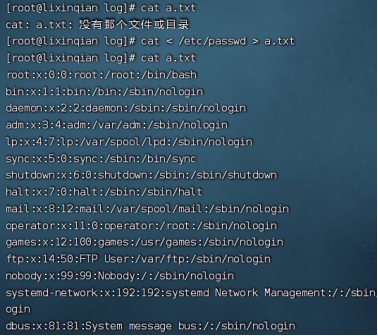 [root@lixinqian log]# cat a.txt
cat: a.txt: 没有那个文件或目录
[root@lixinqian log]# cat < /etc/passwd > a.txt
[root@lixinqian log]# cat a.txt
root:x:0:0:root:/root:/bin/bash
bin:x:1:1:bin:/bin:/sbin/nologin
daemon:x:2:2:daemon:/sbin:/sbin/nologin
adm:x:3:4:adm:/var/adm:/sbin/nologin
lp:x:4:7:lp:/var/spool/lpd:/sbin/nologin
sync:x:5:0:sync:/sbin:/bin/sync
shutdown:x:6:0:shutdown:/sbin:/sbin/shutdown
halt:x:7:0:halt:/sbin:/sbin/halt
mail:x:8:12:mail:/var/spool/mail:/sbin/nologin
operator:x:11:0:operator:/root:/sbin/nologin
games:x:12:100:games:/usr/games:/sbin/nologin
ftp:x:14:50:FTP User:/var/ftp:/sbin/nologin
nobody:x:99:99:Nobody:/:/sbin/nologin
systemd-network:x:192:192:systemd Network Management:/:/sbin
ogin
dbus:x:81:81:System message bus:/:/sbin/nologin